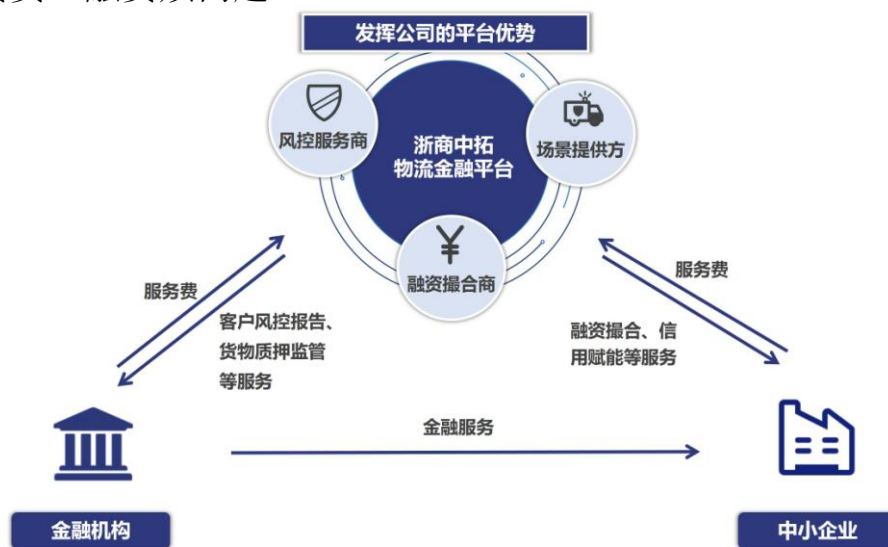 发挥公司的平台优势
风控服务商
浙商中拓
物流金融平台
场景提供方
¥
融资撮合商
服务费
客户风控报告、
货物质押监管
等服务
服务费
融资撮合、信
用赋能等服务
金融服务
金融机构
中小企业